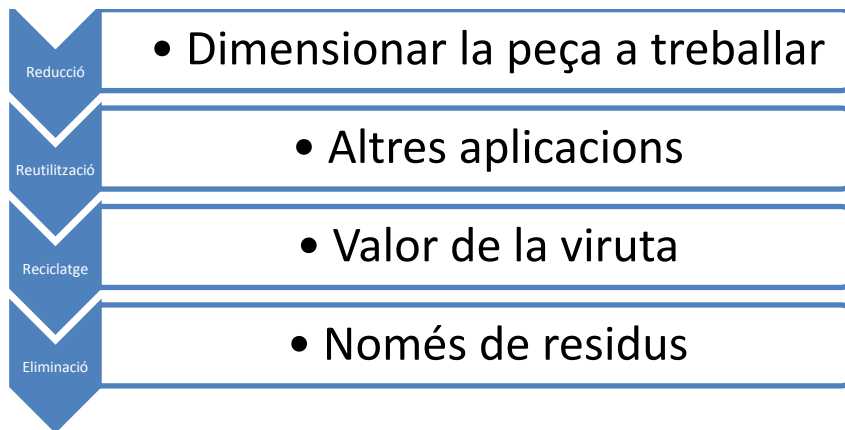 Reducció
• Dimensionar la peça a treballar
Reutilització
• Altres aplicacions
Reciclatge
• Valor de la viruta
Eliminació
• Només de residus